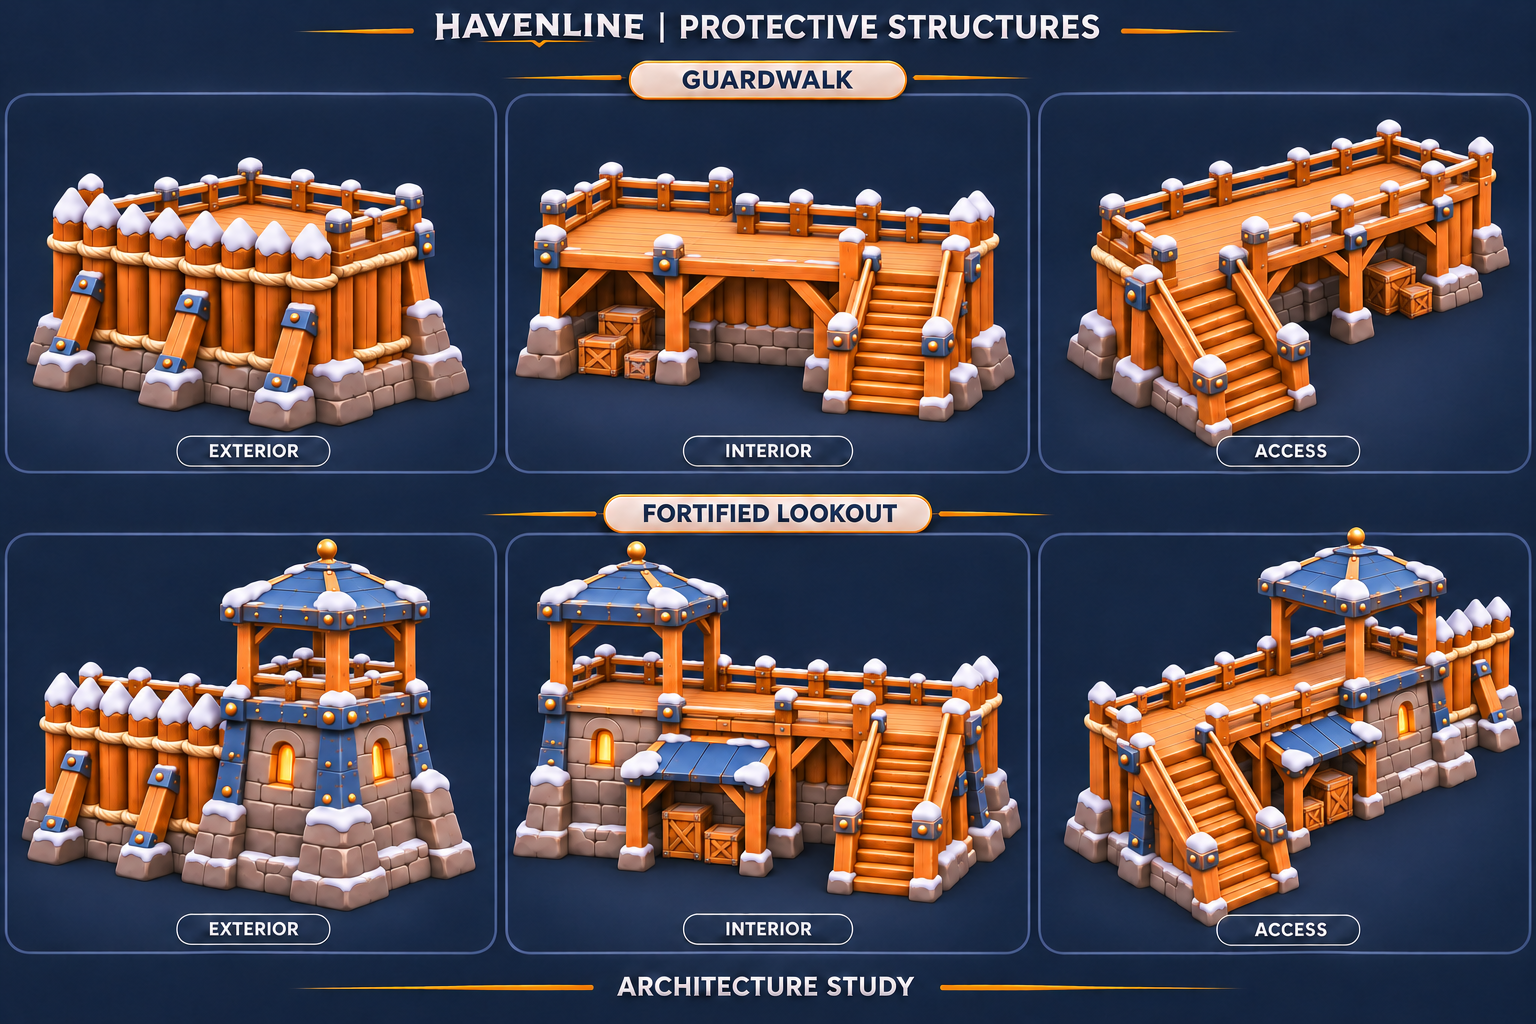 HAVENLINE | PROTECTIVE STRUCTURES
GUARDWALK
EXTERIOR
INTERIOR
ACCESS
FORTIFIED LOOKOUT
EXTERIOR
INTERIOR
ACCESS
ARCHITECTURE STUDY